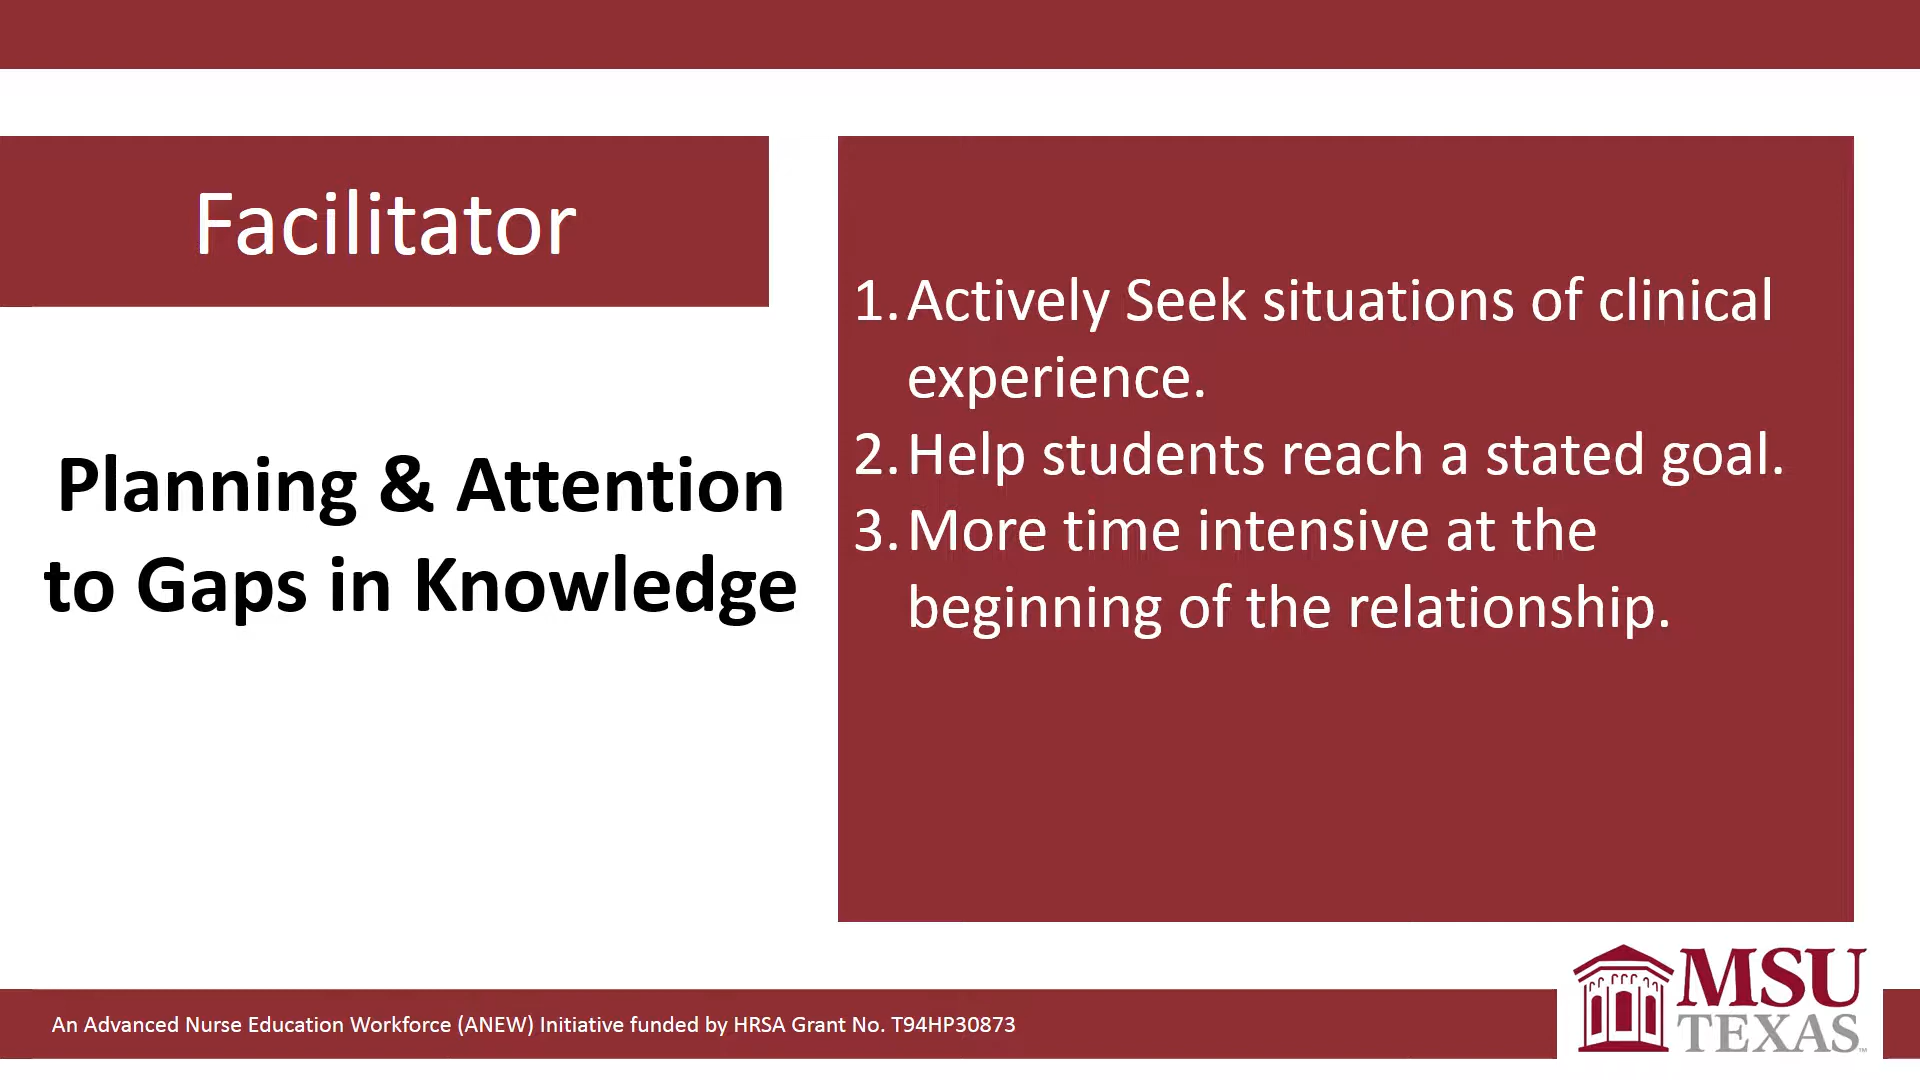 Facilitator
Planning & Attention
to Gaps in Knowledge
1. Actively Seek situations of clinical
experience.
2. Help students reach a stated goal.
3. More time intensive at the
beginning of the relationship.
An Advanced Nurse Education Workforce (ANEW) Initiative funded by HRSA Grant No. T94HP30873
MSU
TEXAS™